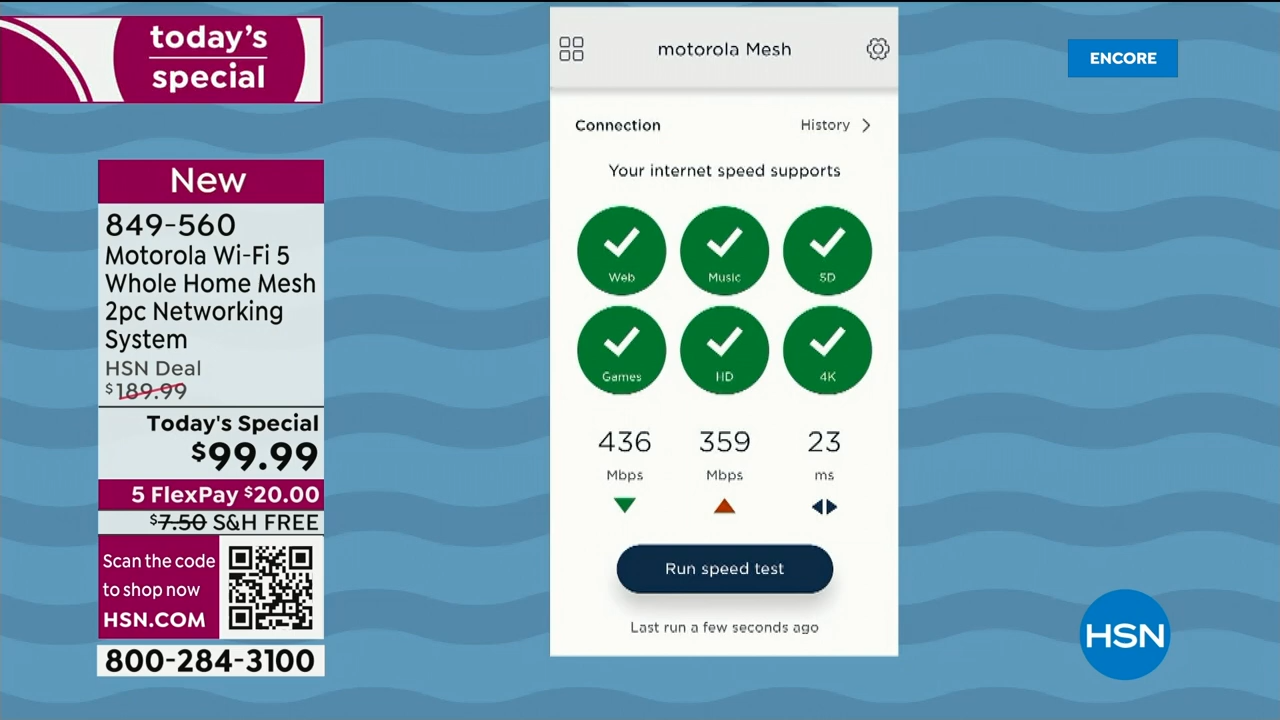 today's
special
ENCORE
New
849-560
Motorola Wi-Fi 5
Whole Home Mesh
2pc Networking
System
HSN Deal
$189.99
Today's Special
$99.99
5 FlexPay $20.00
$7.50 S&H FREE
Scan the code
to shop now
HSN.COM
800-284-3100
motorola Mesh
Connection History
Your internet speed supports
Web Music SD
Games HD 4K
436 359 23
Mbps Mbps ms
Run speed test
Last run a few seconds ago
HSN